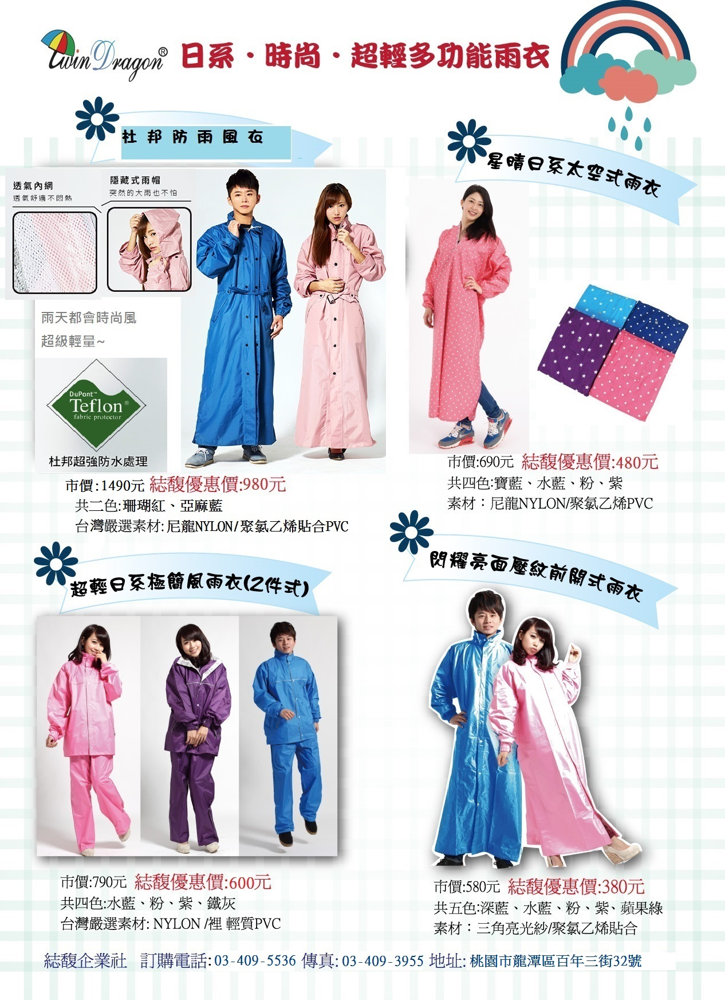 Twin Dragon® 日系・時尚・超輕多功能雨衣
杜邦防雨風衣
透氣內網
透氣舒適不悶熱
隱藏式雨帽
突然的大雨也不怕
雨天都會時尚風
超級輕量~
DuPont™
Teflon®
fabric protector
杜邦超強防水處理
市價:1490元 結馥優惠價:980元
共二色:珊瑚紅、亞麻藍
台灣嚴選素材:尼龍NYLON/聚氯乙烯貼合PVC
星晴日系太空式雨衣
市價:690元 結馥優惠價:480元
共四色:寶藍、水藍、粉、紫
素材：尼龍NYLON/聚氯乙烯PVC
超輕日系極簡風雨衣(2件式)
市價:790元 結馥優惠價:600元
共四色:水藍、粉、紫、鐵灰
台灣嚴選素材: NYLON /裡 輕質PVC
閃耀亮面壓紋前開式雨衣
市價:580元 結馥優惠價:380元
共五色:深藍、水藍、粉、紫、蘋果綠
素材：三角亮光紗/聚氯乙烯貼合
結馥企業社 訂購電話:03-409-5536 傳真:03-409-3955 地址:桃園市龍潭區百年三街32號